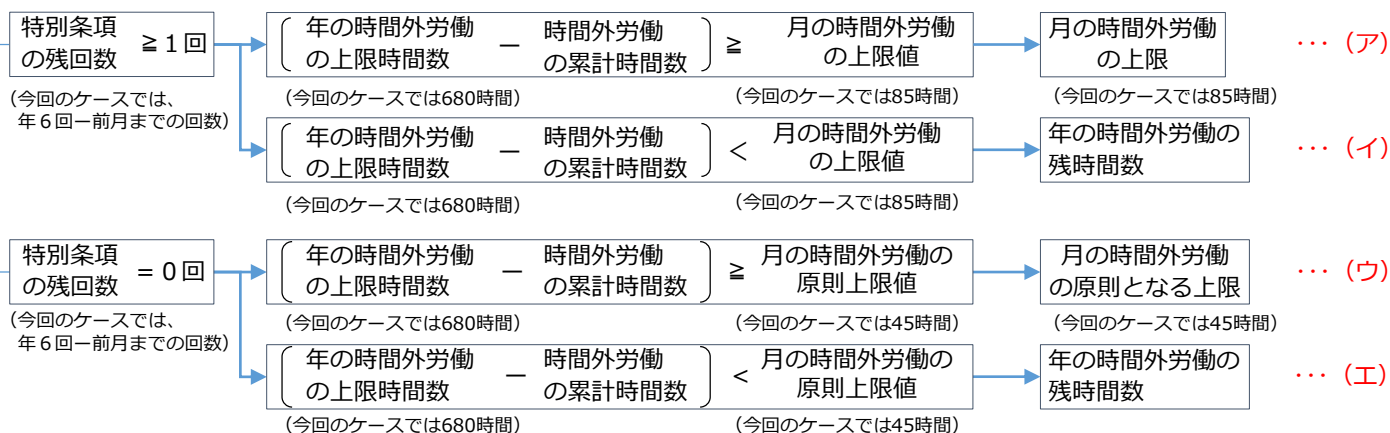 特別条項
の残回数 ≧１回
（今回のケースでは、
年６回ー前月までの回数）
年の時間外労働
の上限時間数
ー
時間外労働
の累計時間数
≧
月の時間外労働
の上限値
月の時間外労働
の上限
･･･（ア）
（今回のケースでは680時間）
（今回のケースでは85時間）
（今回のケースでは85時間）
年の時間外労働
の上限時間数
ー
時間外労働
の累計時間数
＜
月の時間外労働
の上限値
年の時間外労働の
残時間数
･･･（イ）
（今回のケースでは680時間）
（今回のケースでは85時間）
特別条項
の残回数 ＝０回
（今回のケースでは、
年６回ー前月までの回数）
年の時間外労働
の上限時間数
ー
時間外労働
の累計時間数
≧
月の時間外労働の
原則上限値
月の時間外労働
の原則となる上限
･･･（ウ）
（今回のケースでは680時間）
（今回のケースでは45時間）
（今回のケースでは45時間）
年の時間外労働
の上限時間数
ー
時間外労働
の累計時間数
＜
月の時間外労働の
原則上限値
年の時間外労働の
残時間数
･･･（エ）
（今回のケースでは680時間）
（今回のケースでは45時間）